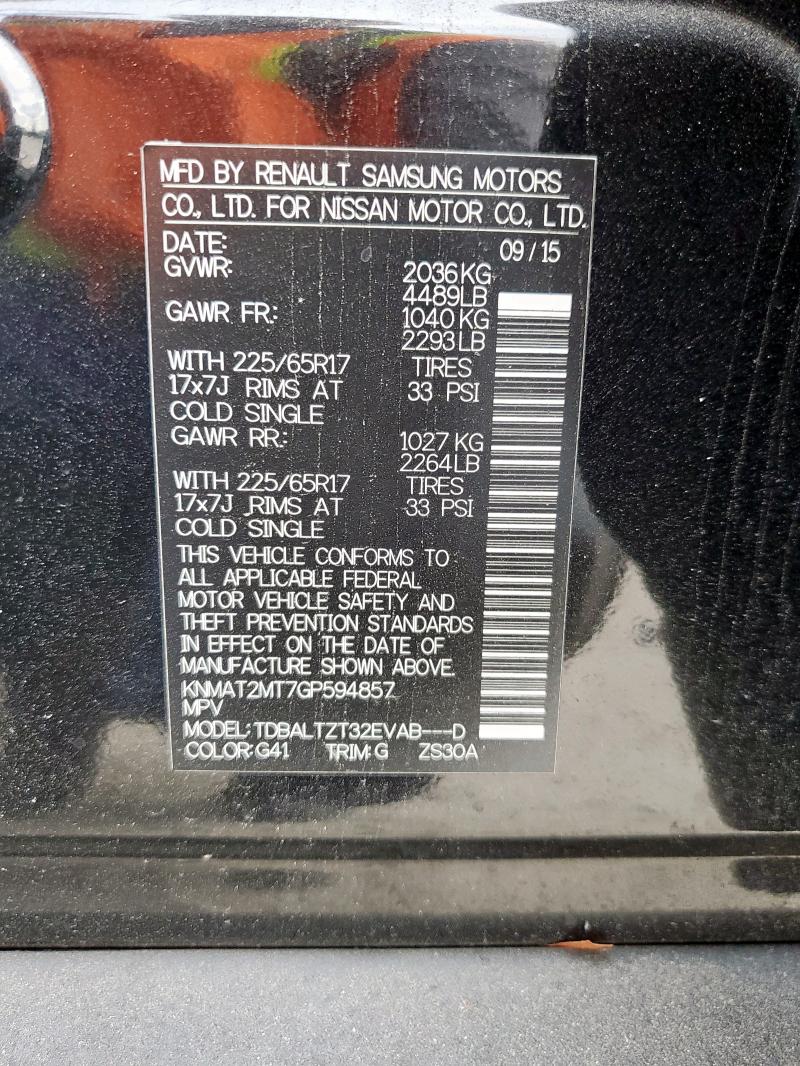 MFD BY RENAULT SAMSUNG MOTORS
CO., LTD. FOR NISSAN MOTOR CO., LTD.
DATE: 09/15
GVWR: 2036KG
4489LB
GAWR FR: 1040 KG
2293LB
WITH 225/65R17 TIRES
17x7J RIMS AT 33 PSI
COLD SINGLE
GAWR RR: 1027 KG
2264LB
WITH 225/65R17 TIRES
17x7J RIMS AT 33 PSI
COLD SINGLE
THIS VEHICLE CONFORMS TO
ALL APPLICABLE FEDERAL
MOTOR VEHICLE SAFETY AND
THEFT PREVENTION STANDARDS
IN EFFECT ON THE DATE OF
MANUFACTURE SHOWN ABOVE.
KNMAT2MT7GP594857
MPV
MODEL:TDBALTZT32EVAB---D
COLOR:G41 TRIM:G ZS30A